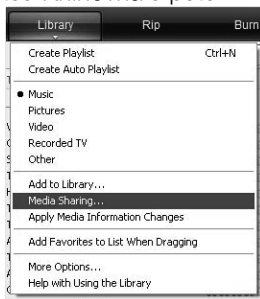 Library Rip Burn
Create Playlist Ctrl+N
Create Auto Playlist
Music
Pictures
Video
Recorded TV
Other
Add to Library...
Media Sharing...
Apply Media Information Changes
Add Favorites to List When Dragging
More Options...
Help with Using the Library